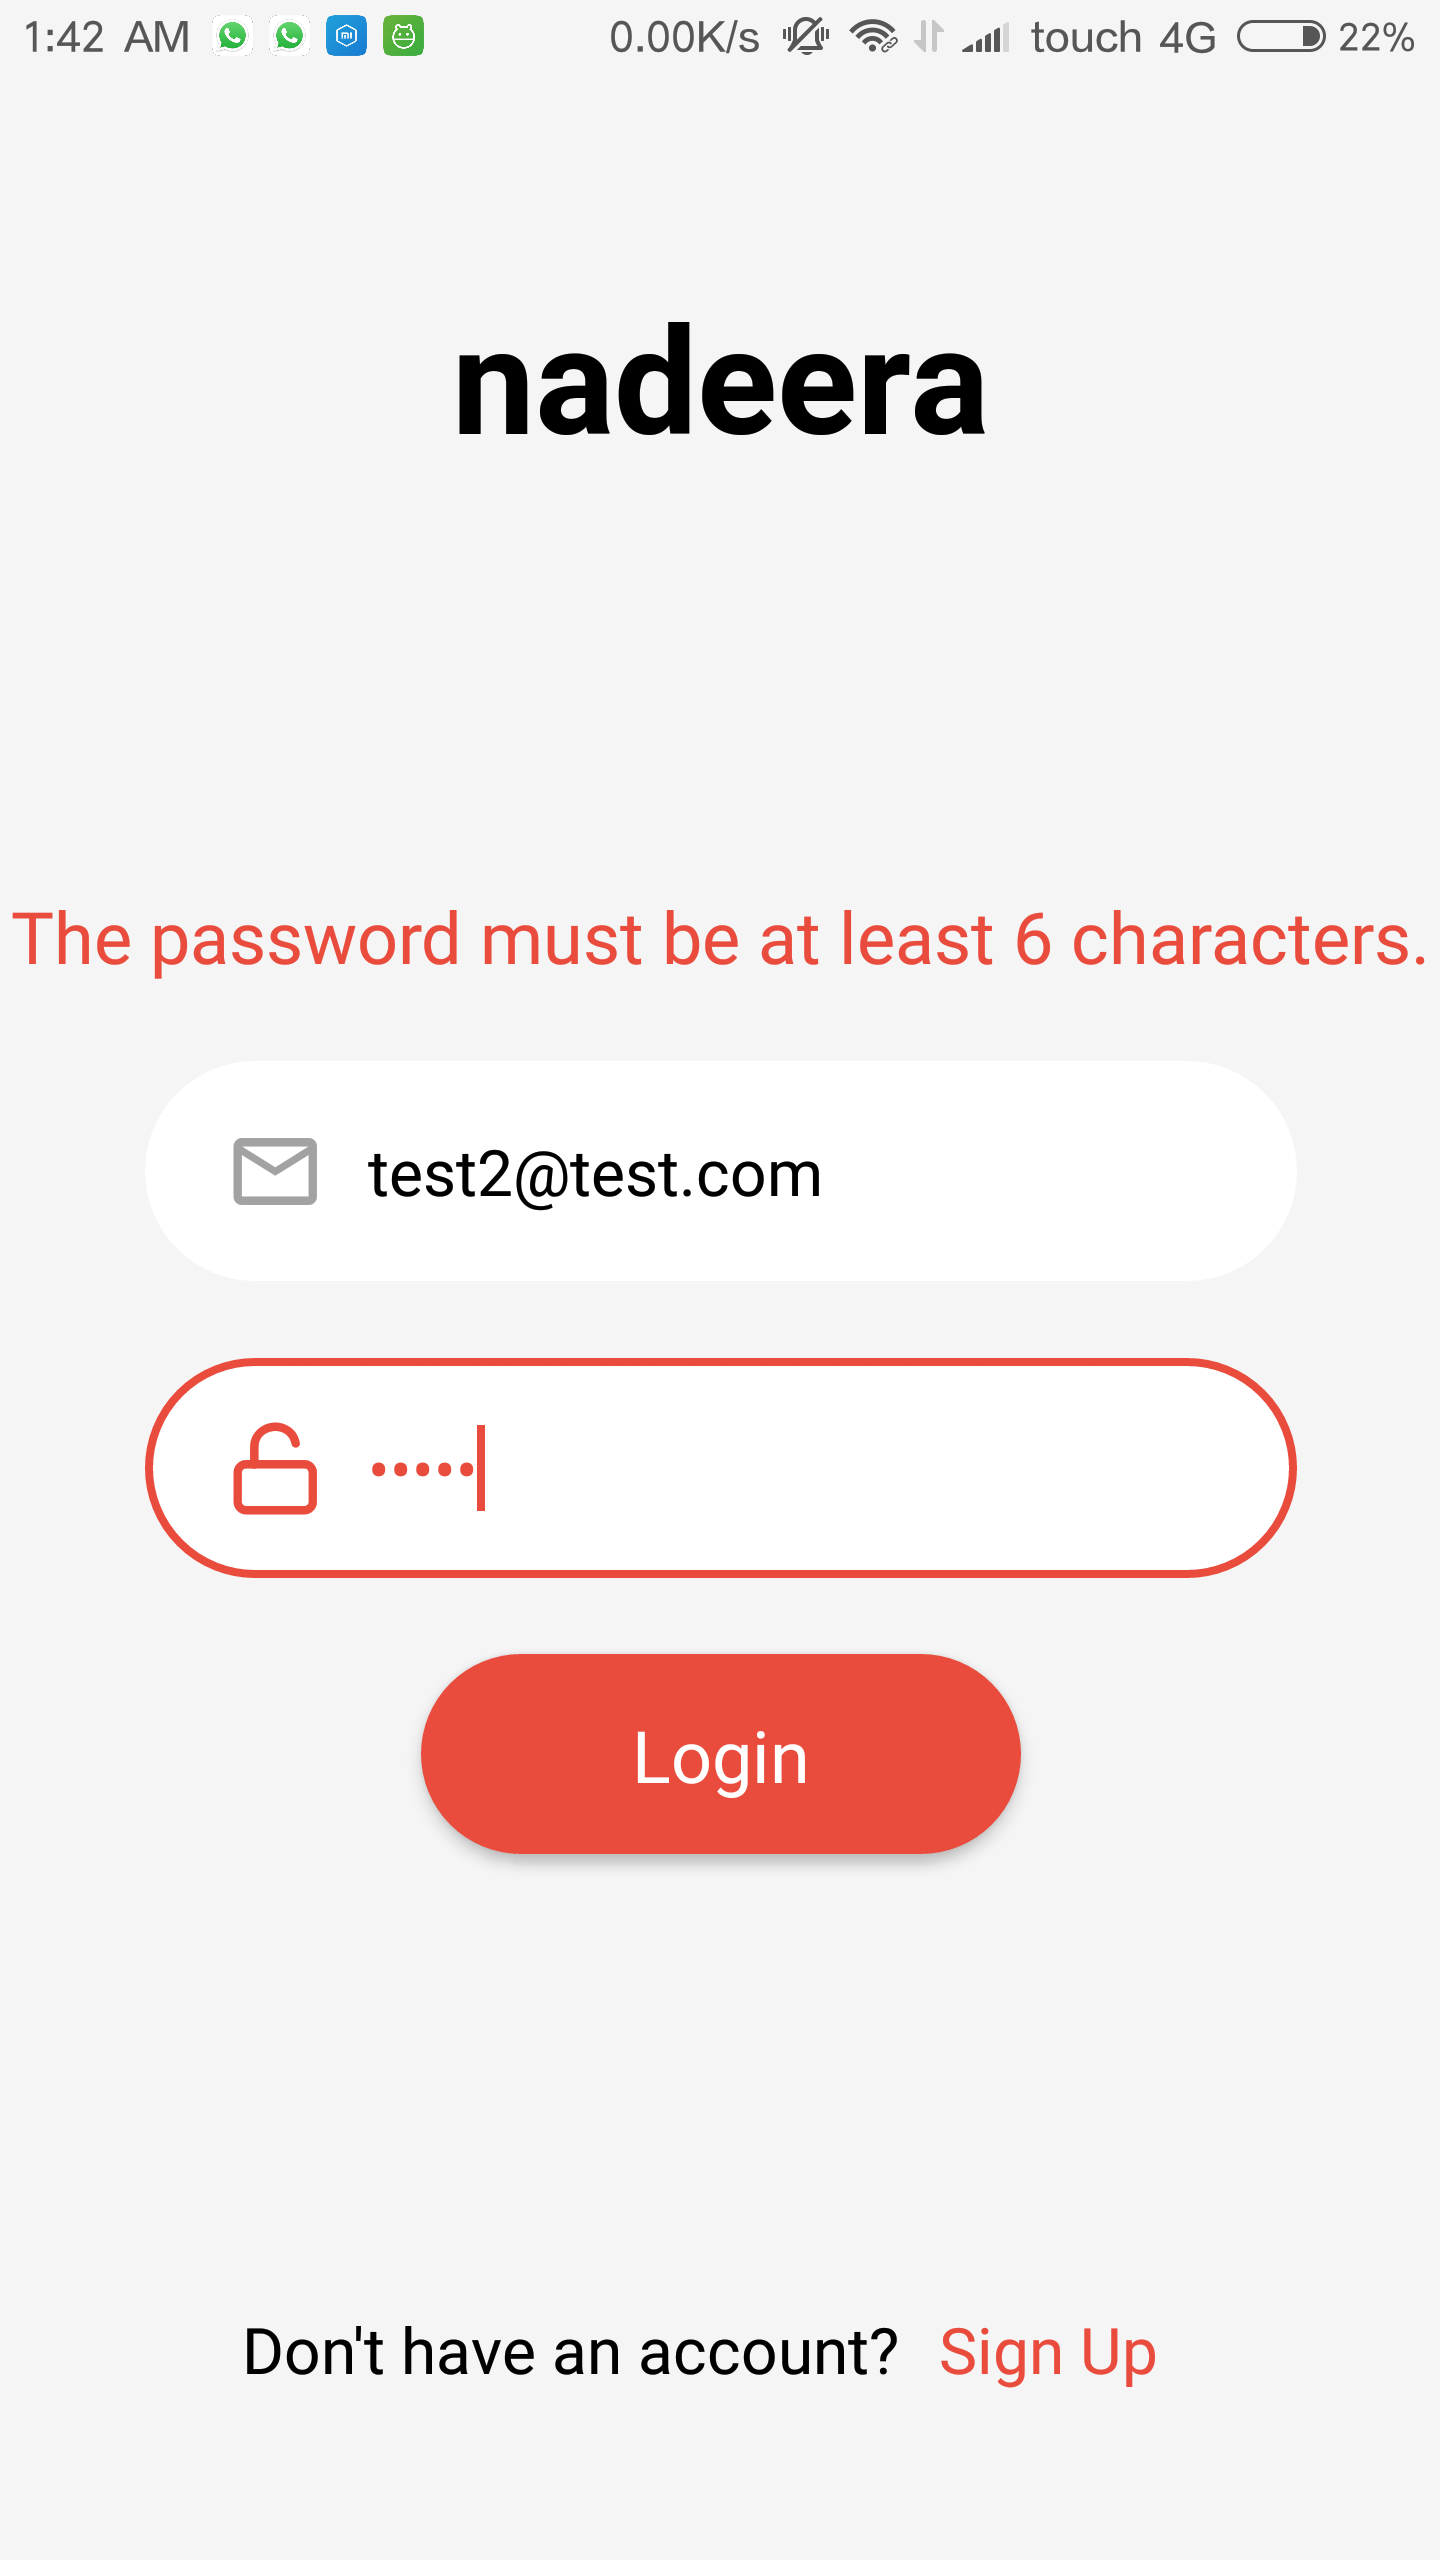 1:42 AM 0.00K/s touch 4G 22%
nadeera
The password must be at least 6 characters.
test2@test.com
•••••
Login
Don't have an account? Sign Up